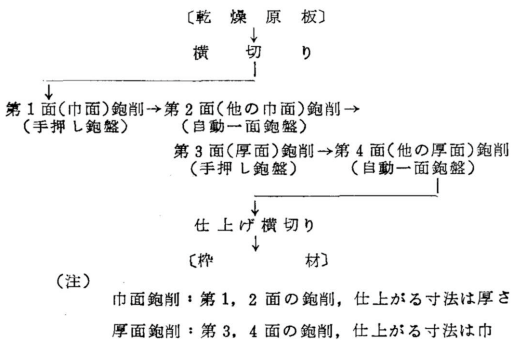 〔乾燥原板〕
↓
横切り
↓
第1面(巾面)鉋削→第2面(他の巾面)鉋削→
(手押し鉋盤) (自動一面鉋盤)
第3面(厚面)鉋削→第4面(他の厚面)鉋削
(手押し鉋盤) (自動一面鉋盤)
↓
仕上げ横切り
↓
〔枠材〕
(注)
巾面鉋削:第1,2面の鉋削,仕上がる寸法は厚さ
厚面鉋削:第3,4面の鉋削,仕上がる寸法は巾